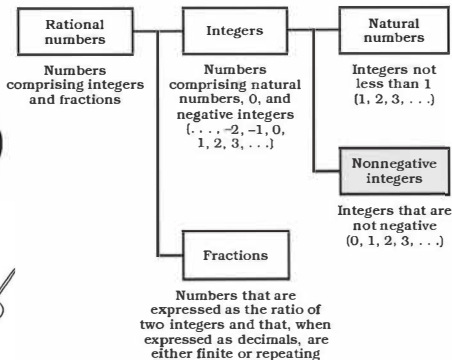 Rational
numbers
Numbers
comprising integers
and fractions
Integers
Numbers
comprising natural
numbers, 0, and
negative integers
(. . . , -2, -1, 0,
1, 2, 3, . . .)
Natural
numbers
Integers not
less than 1
(1, 2, 3, . . .)
Nonnegative
integers
Integers that are
not negative
(0, 1, 2, 3, . . .)
Fractions
Numbers that are
expressed as the ratio of
two integers and that, when
expressed as decimals, are
either finite or repeating